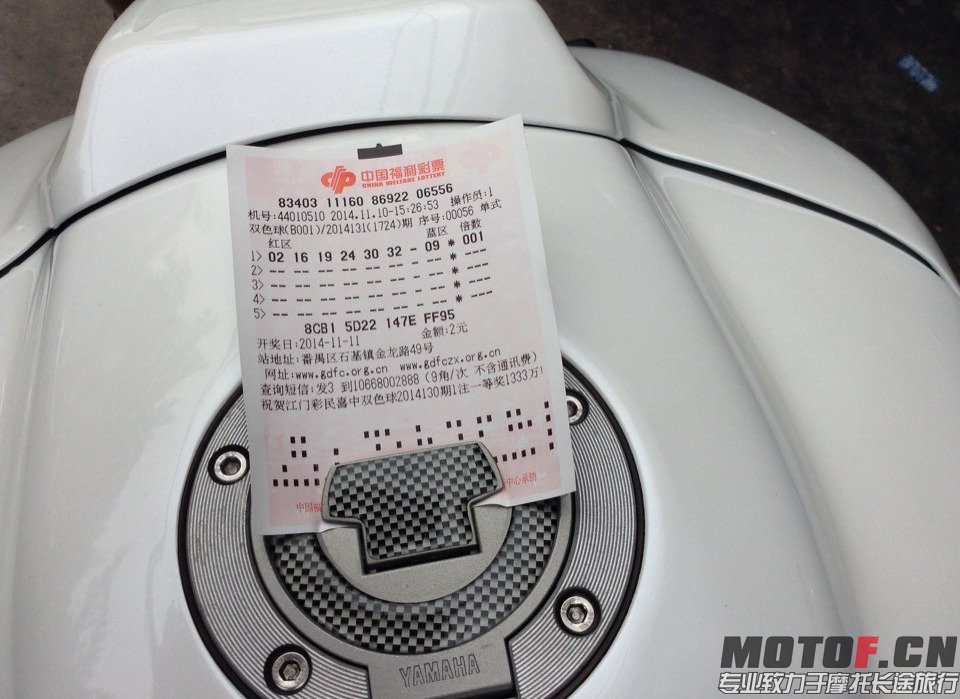 中国福利彩票
CHINA WELFARE LOTTERY
83403 11160 86922 06556
机号:44010510 2014.11.10-15:26:53 操作员:1
双色球(B001)/2014131(1724)期 序号:00056 单式
红区 蓝区 倍数
1> 02 16 19 24 30 32 - 09 * 001
2> -- -- -- -- -- -- - -- * ---
3> -- -- -- -- -- -- - -- * ---
4> -- -- -- -- -- -- - -- * ---
5> -- -- -- -- -- -- - -- * ---
8CB1 5D22 147E FF95
开奖日:2014-11-11 金额:2元
站地址:番禺区石基镇金龙路49号
网址:www.gdfc.org.cn www.gdfczx.org.cn
查询短信:发3 到10668002888 (9角/次 不含通讯费)
祝贺江门彩民喜中双色球2014130期1注一等奖1333万!
中国福
中心承销
YAMAHA
MOTOF.CN
专业致力于摩托长途旅行